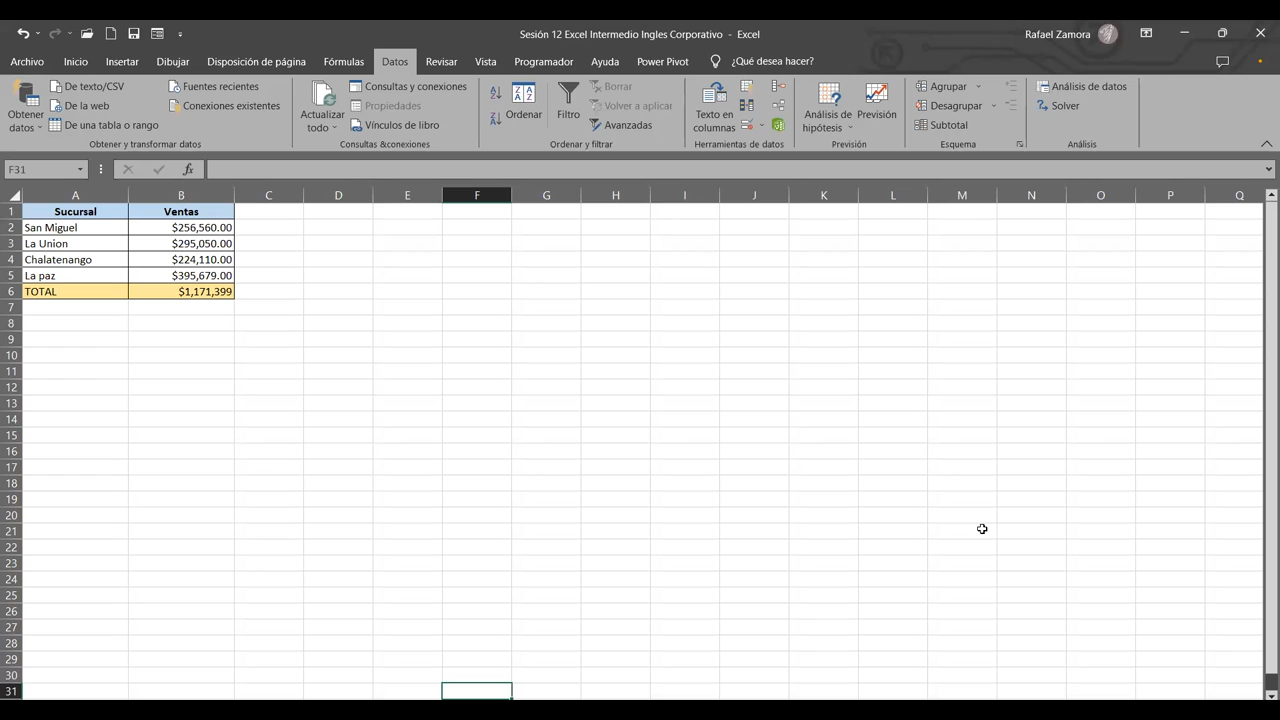 Sesión 12 Excel Intermedio Ingles Corporativo - Excel
Rafael Zamora
Archivo Inicio Insertar Dibujar Disposición de página Fórmulas Datos Revisar Vista Programador Ayuda Power Pivot ¿Qué desea hacer?
Obtener datos
De texto/CSV
De la web
De una tabla o rango
Fuentes recientes
Conexiones existentes
Obtener y transformar datos
Actualizar todo
Consultas y conexiones
Propiedades
Vínculos de libro
Consultas &conexiones
Ordenar
Filtro
Borrar
Volver a aplicar
Avanzadas
Ordenar y filtrar
Texto en columnas
Herramientas de datos
Análisis de hipótesis
Previsión
Previsión
Agrupar
Desagrupar
Subtotal
Esquema
Análisis de datos
Solver
Análisis
F31
fx
A B C D E F G H I J K L M N O P Q
1 Sucursal Ventas
2 San Miguel $256,560.00
3 La Union $295,050.00
4 Chalatenango $224,110.00
5 La paz $395,679.00
6 TOTAL $1,171,399
7
8
9
10
11
12
13
14
15
16
17
18
19
20
21
22
23
24
25
26
27
28
29
30
31